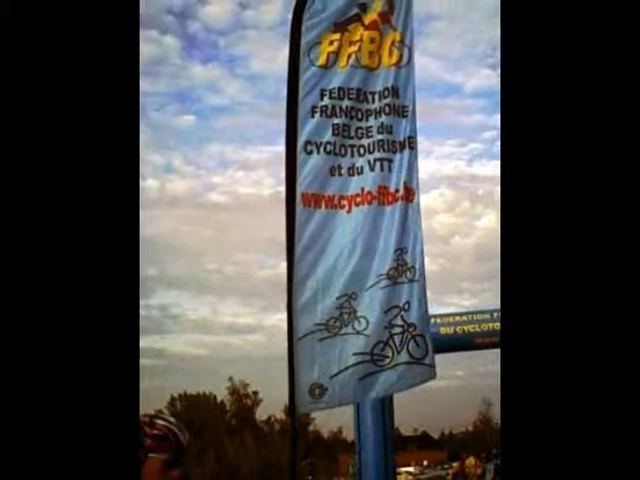 FFBC
FEDERATION
FRANCOPHONE
BELGE du
CYCLOTOURISME
et du VTT
www.cyclo-ffbc.be
FEDERATION
DU CYCLOTO